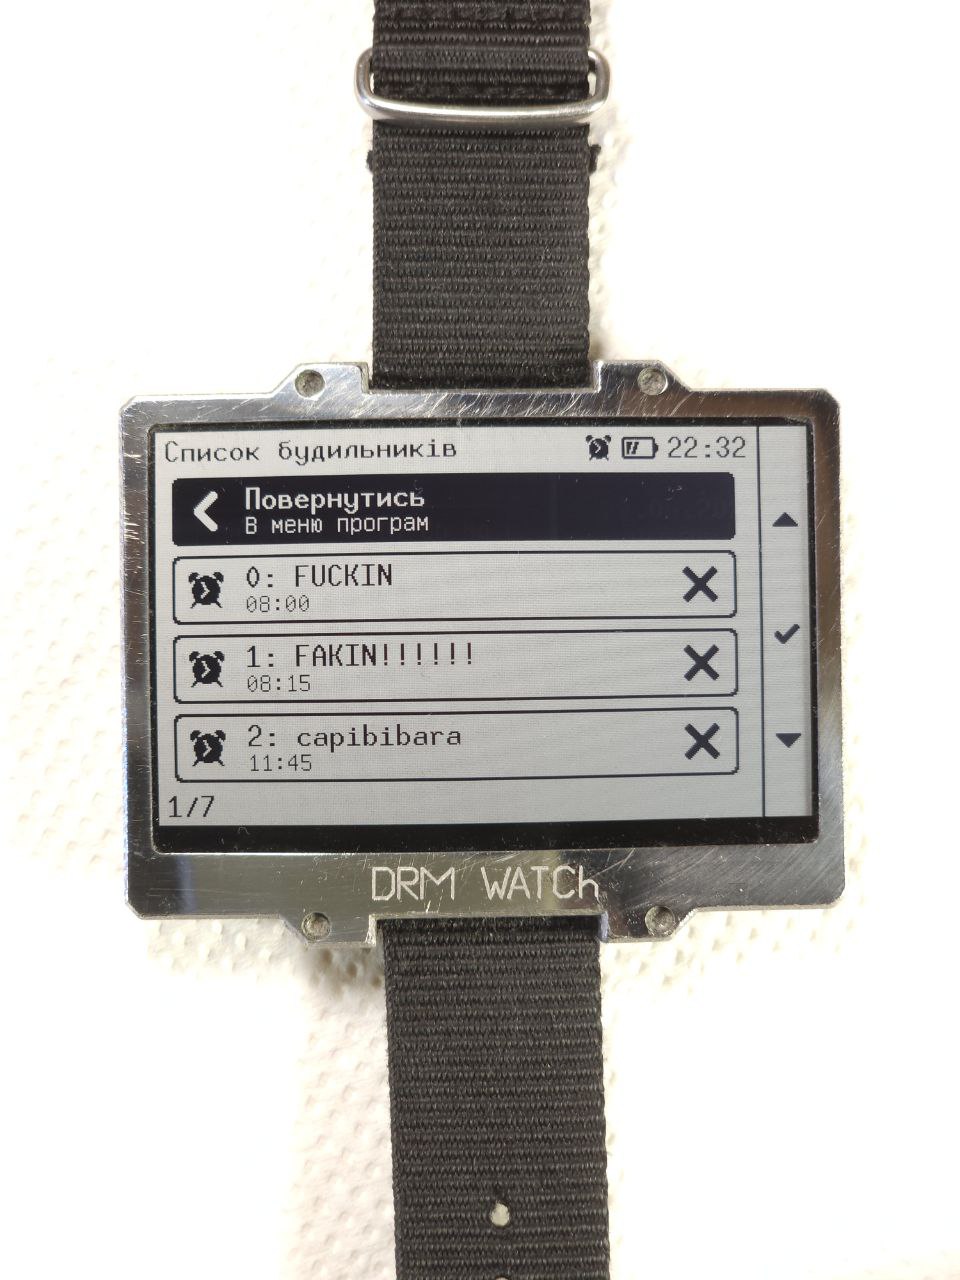 Список будильників 22:32
Повернутись
В меню програм
0: FUCKIN
08:00
1: FAKIN!!!!!!
08:15
2: capibibara
11:45
1/7
DRM WATCh